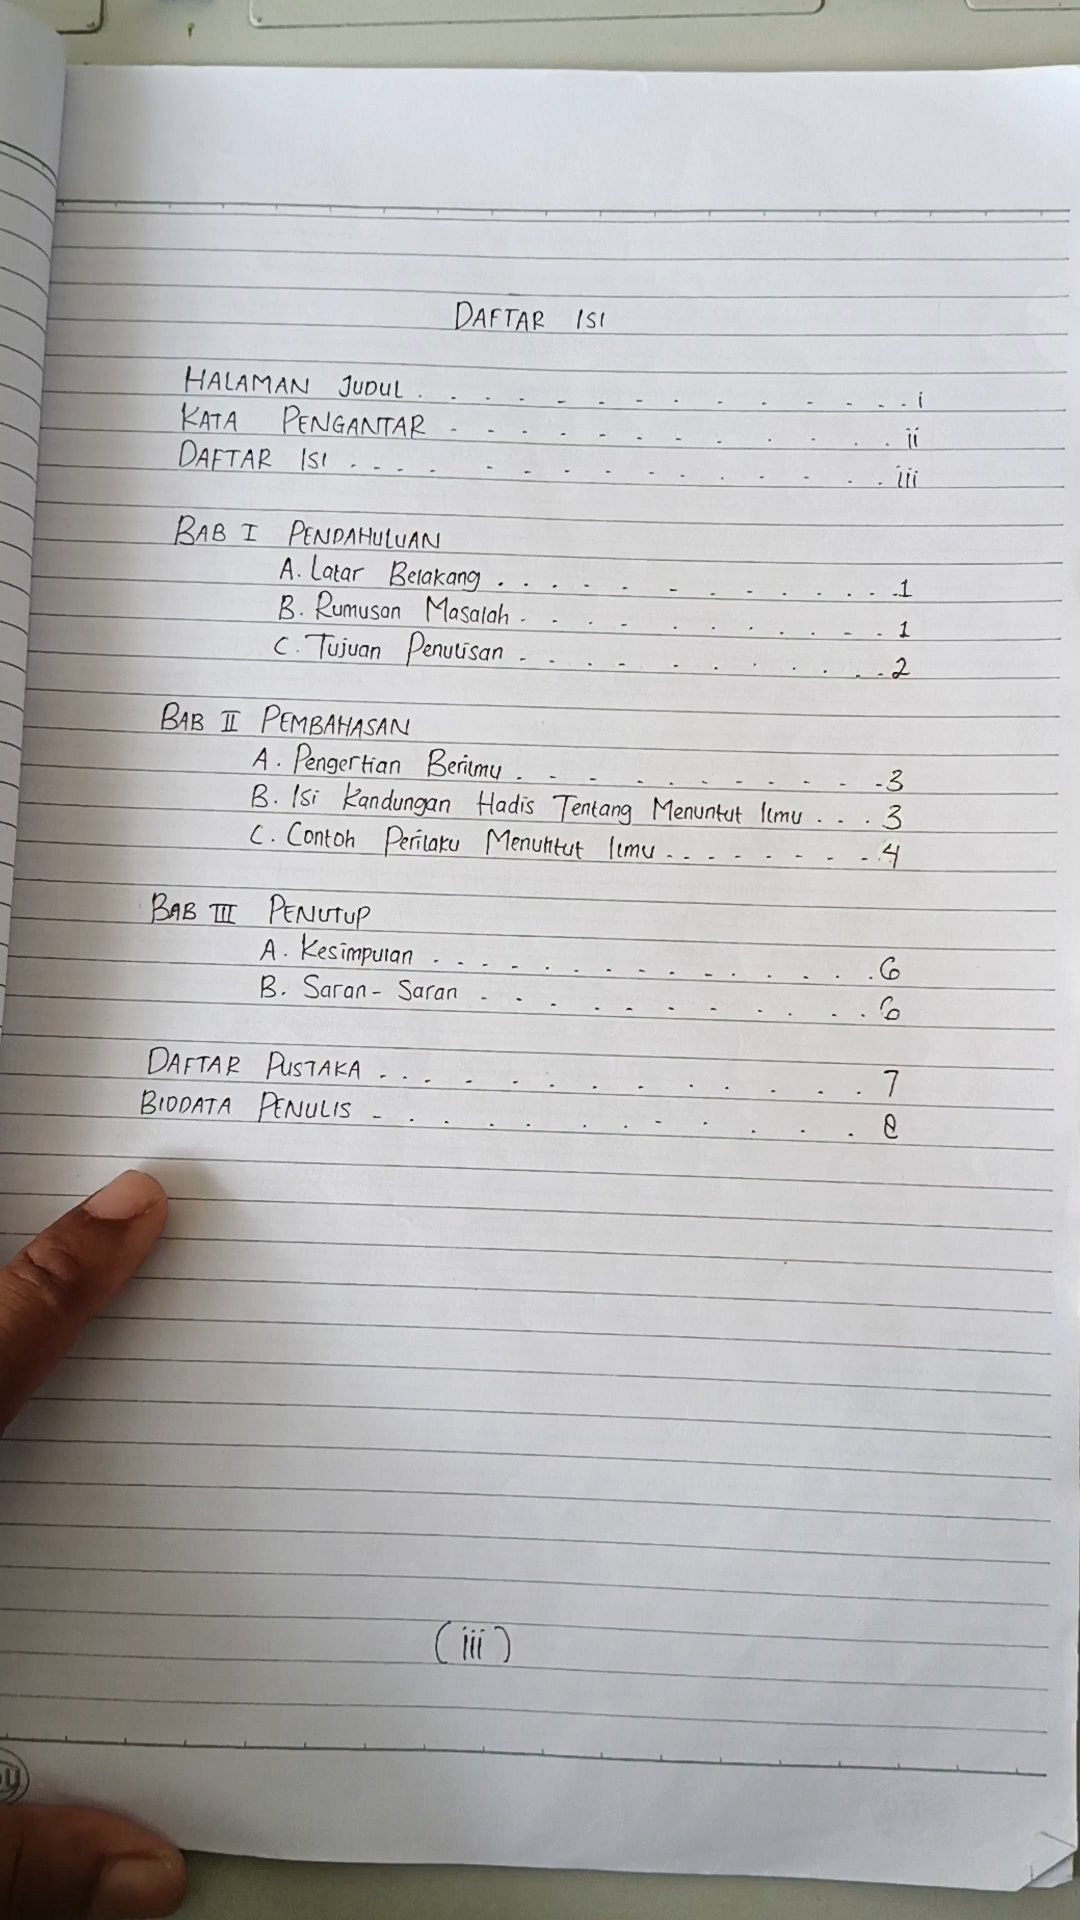 DAFTAR ISI
HALAMAN JUDUL . . . . . . . . . . . . . . i
KATA PENGANTAR . . . . . . . . . . . . ii
DAFTAR ISI . . . . . . . . . . . . . . iii
BAB I PENDAHULUAN
A. Latar Belakang . . . . . . . . . . . . 1
B. Rumusan Masalah . . . . . . . . . . . 1
C. Tujuan Penulisan . . . . . . . . . . 2
BAB II PEMBAHASAN
A. Pengertian Berilmu . . . . . . . . . . . 3
B. Isi Kandungan Hadis Tentang Menuntut Ilmu . . . 3
C. Contoh Perilaku Menuntut Ilmu . . . . . . . . 4
BAB III PENUTUP
A. Kesimpulan . . . . . . . . . . . . . . 6
B. Saran - Saran . . . . . . . . . . . 6
DAFTAR PUSTAKA . . . . . . . . . . . . . 7
BIODATA PENULIS . . . . . . . . . . . . 8
(iii)